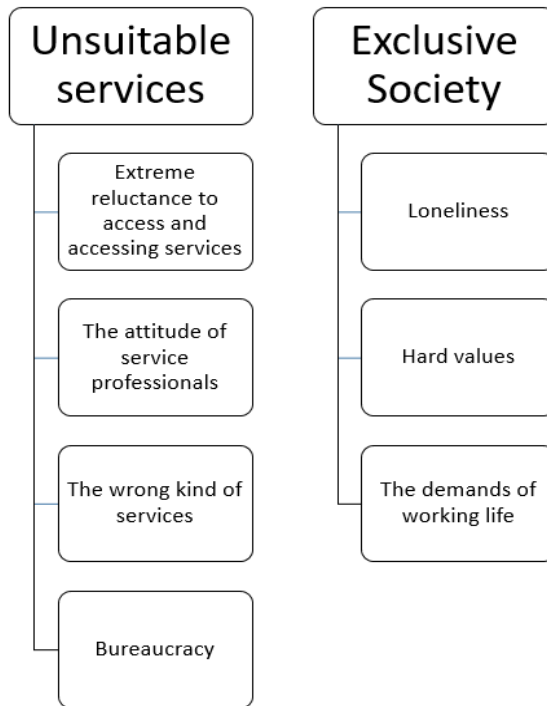 Unsuitable
services
Extreme
reluctance to
access and
accessing services
The attitude of
service
professionals
The wrong kind of
services
Bureaucracy
Exclusive
Society
Loneliness
Hard values
The demands of
working life